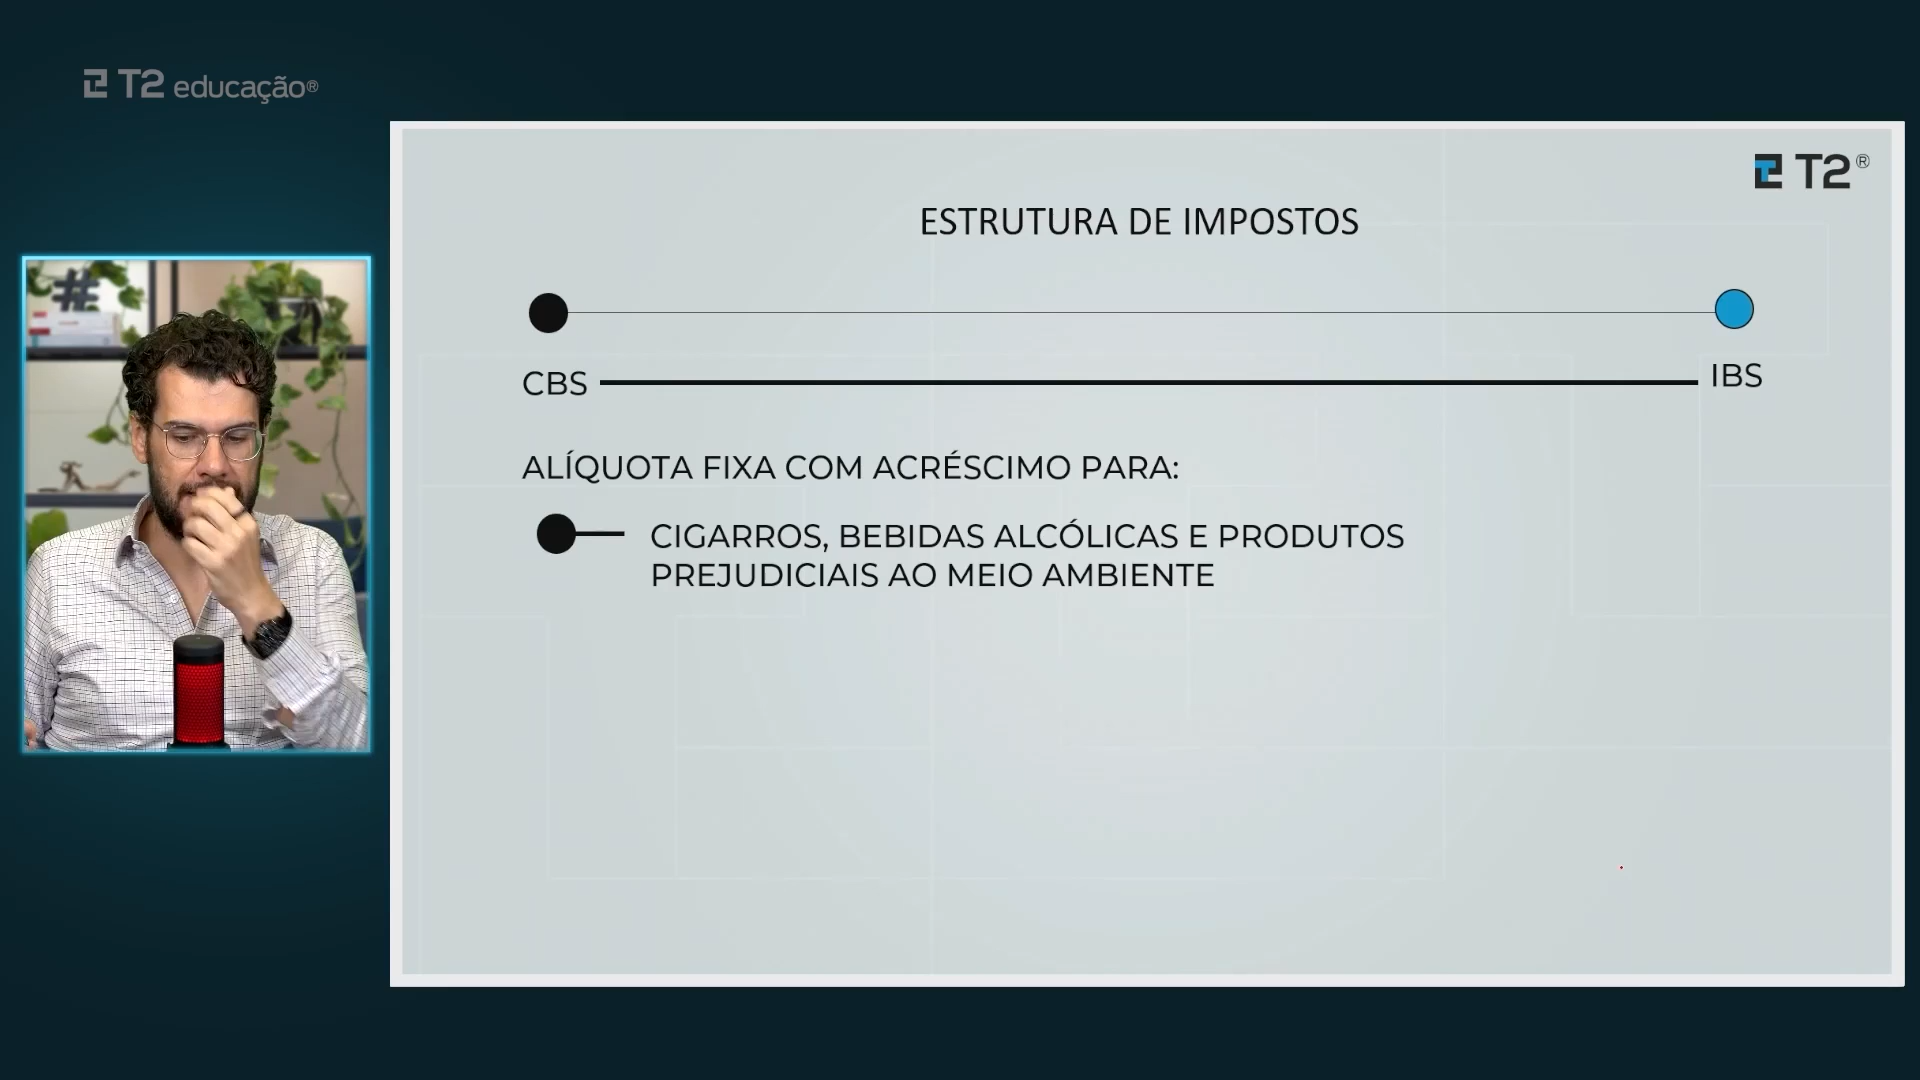 T2 educação®
T2®
ESTRUTURA DE IMPOSTOS
CBS
IBS
ALÍQUOTA FIXA COM ACRÉSCIMO PARA:
CIGARROS, BEBIDAS ALCÓLICAS E PRODUTOS
PREJUDICIAIS AO MEIO AMBIENTE
#